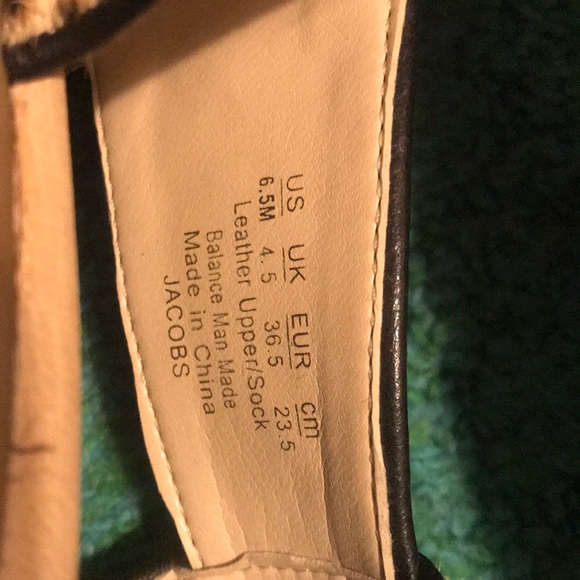 US UK EUR cm
6.5M 4.5 36.5 23.5
Leather Upper/Sock
Balance Man Made
Made in China
JACOBS